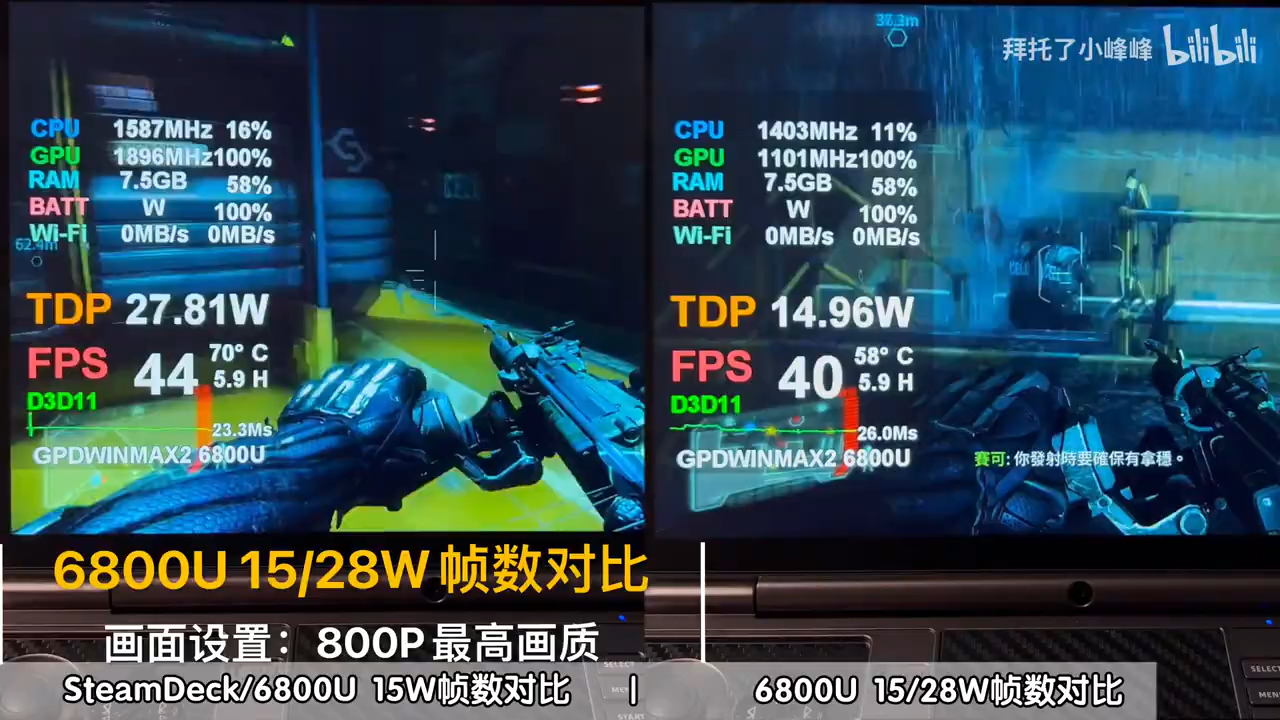 拜托了小峰峰 bilibili
CPU 1587MHz 16%
GPU 1896MHz 100%
RAM 7.5GB 58%
BATT W 100%
Wi-Fi 0MB/s 0MB/s
62.4m
TDP 27.81W
FPS 44 70° C
5.9 H
D3D11
23.3Ms
GPDWINMAX2 6800U
CPU 1403MHz 11%
GPU 1101MHz 100%
RAM 7.5GB 58%
BATT W 100%
Wi-Fi 0MB/s 0MB/s
TDP 14.96W
FPS 40 58° C
5.9 H
D3D11
26.0Ms
GPDWINMAX2 6800U
賽可: 你發射時要確保有拿穩。
6800U 15/28W 帧数对比
画面设置：800P 最高画质
SELECT
SELECT
SteamDeck/6800U 15W帧数对比 | 6800U 15/28W帧数对比